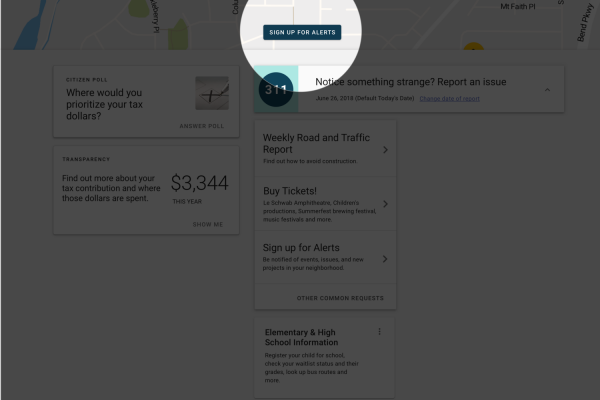 Mt Faith Pl
Bend Pkwy
SIGN UP FOR ALERTS
CITIZEN POLL
Where would you
prioritize your tax
dollars?
ANSWER POLL
311
Notice something strange? Report an issue
June 26, 2018 (Default Today's Date) Change date of report
TRANSPARENCY
Find out more about your
tax contribution and where
those dollars are spent.
$3,344
THIS YEAR
SHOW ME
Weekly Road and Traffic
Report
Find out how to avoid construction.
Buy Tickets!
La Schwab Amphitheatre, Children's
productions, Summerfest brewing festival,
music festivals and more.
Sign up for Alerts
Be notified of events, issues, and new
projects in your neighborhood.
OTHER COMMON REQUESTS
Elementary & High
School Information
Register your child for school,
check your waitlist status and their
grades, look up bus routes and
more.